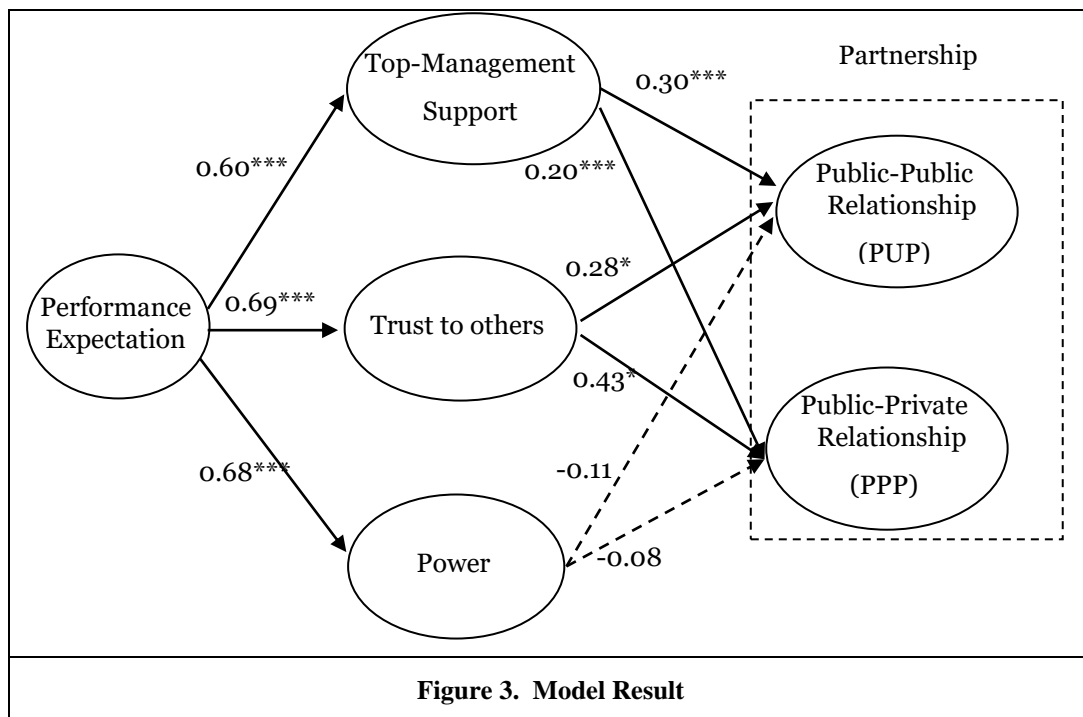 Top-Management
Support
Partnership
0.30***
0.60***
0.20***
Public-Public
Relationship
(PUP)
Performance
Expectation
0.69***
Trust to others
0.28*
0.43*
Public-Private
Relationship
(PPP)
0.68***
-0.11
Power
-0.08
Figure 3. Model Result